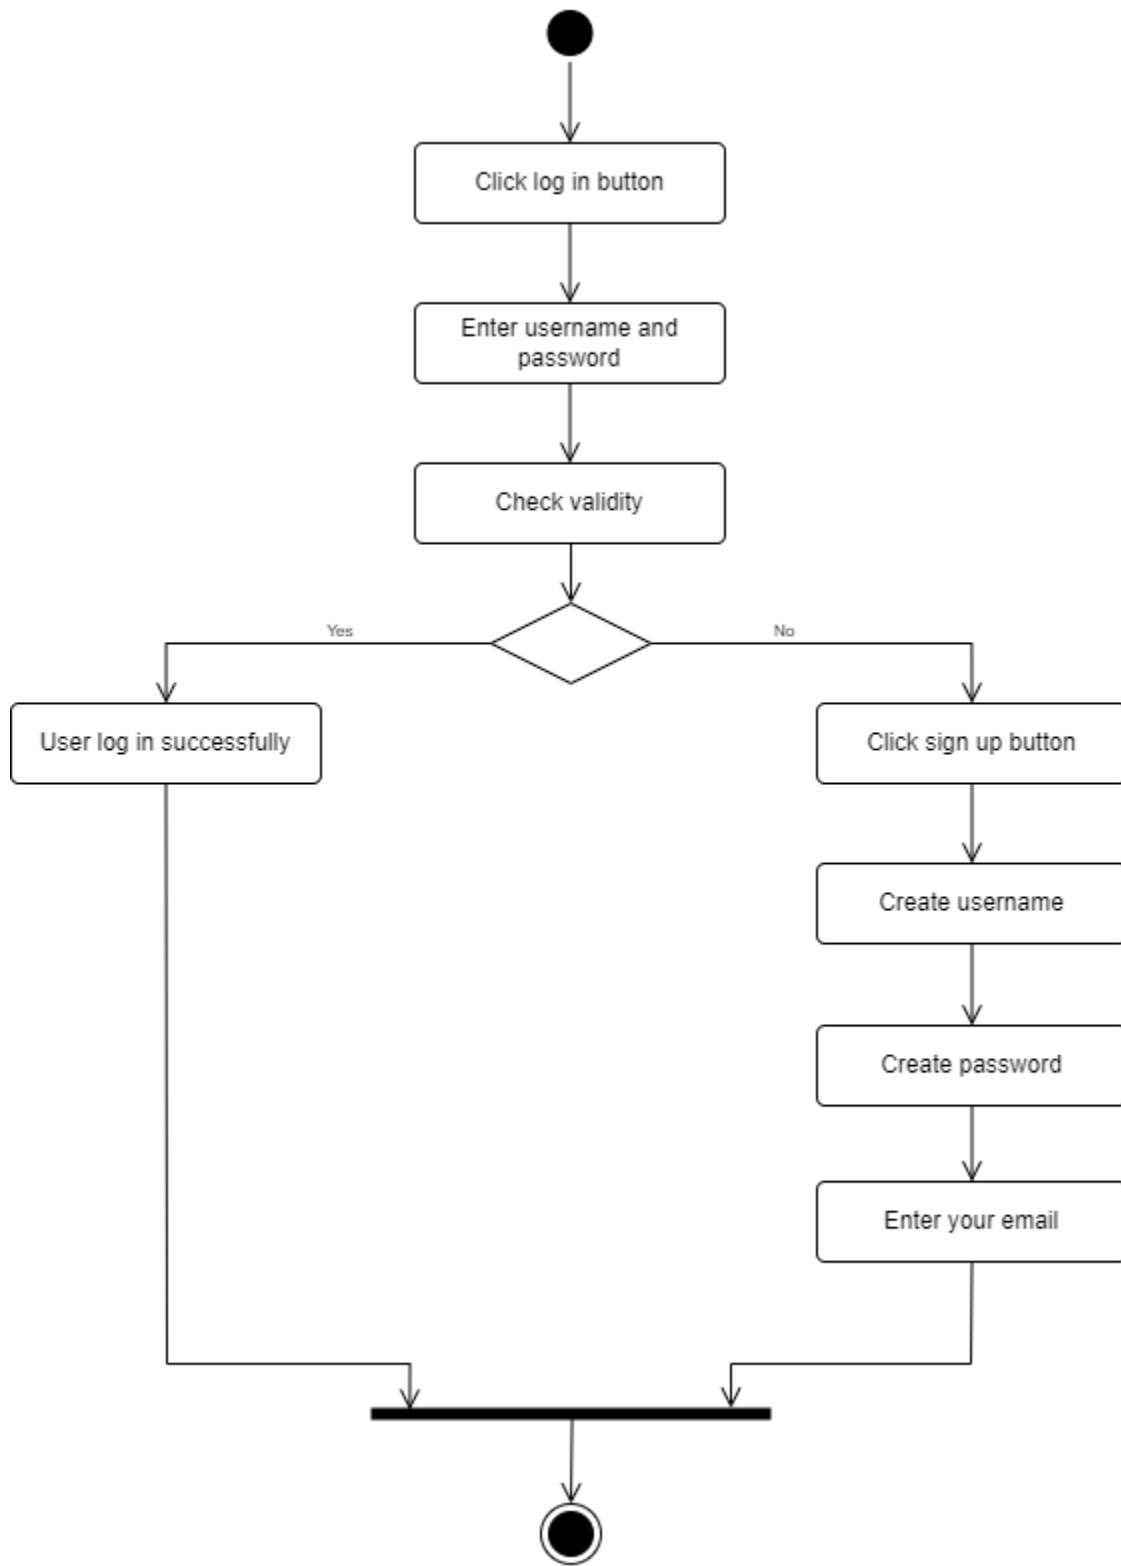 Click log in button
Enter username and
password
Check validity
Yes
No
User log in successfully
Click sign up button
Create username
Create password
Enter your email